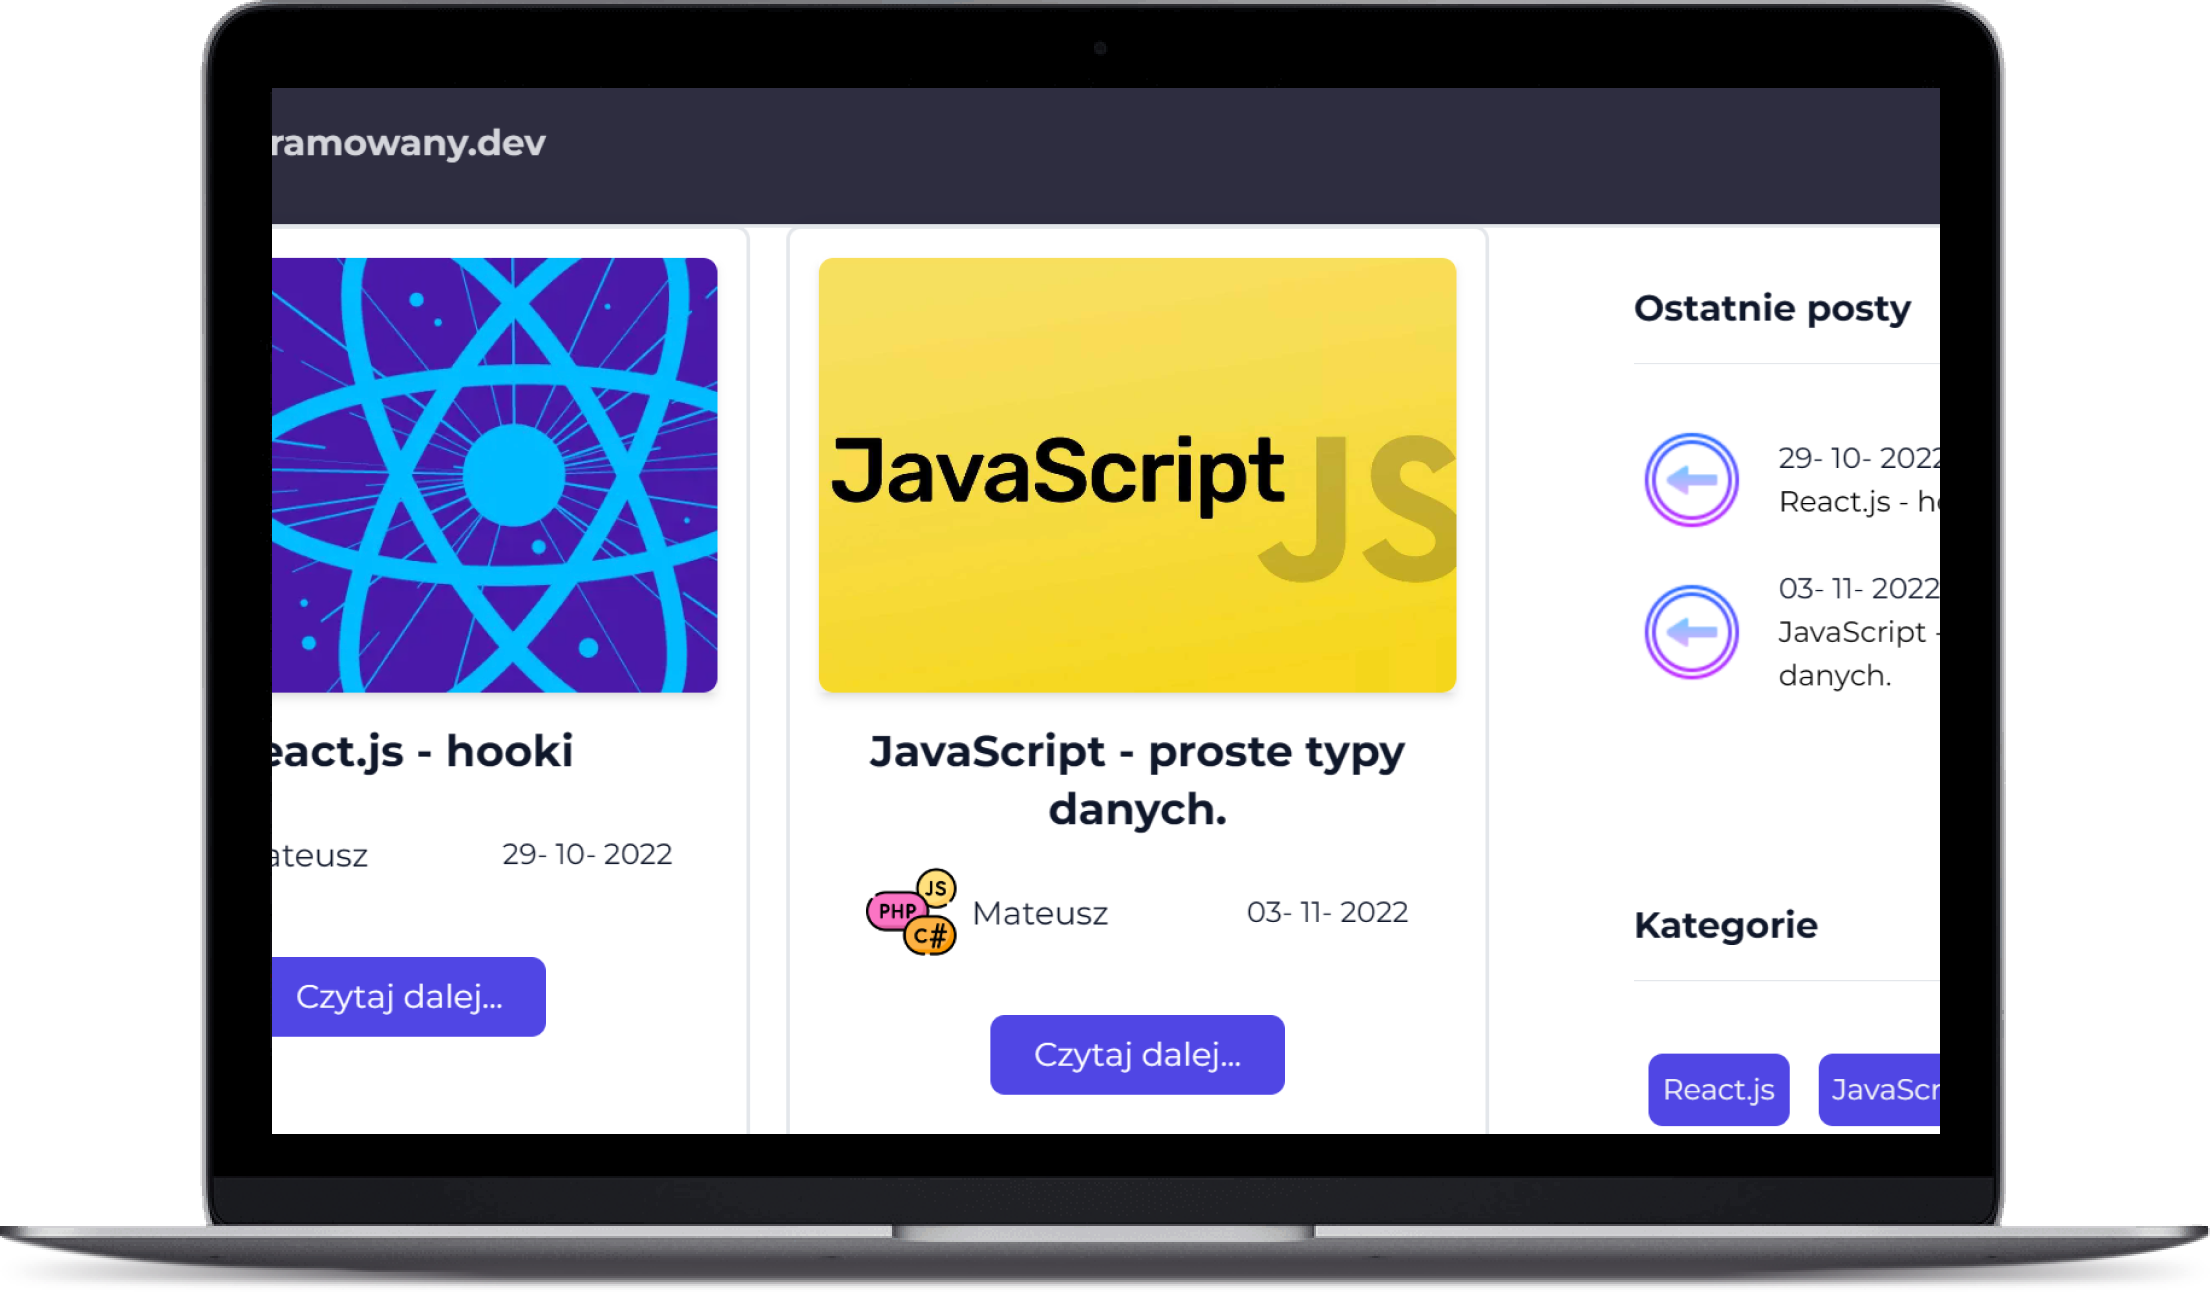 ramowany.dev
JavaScript
JS
eact.js - hooki
ateusz
29- 10- 2022
Czytaj dalej...
JavaScript - proste typy
danych.
JS
PHP
C#
Mateusz
03- 11- 2022
Czytaj dalej...
Ostatnie posty
29- 10- 2022
React.js - ho
03- 11- 2022
JavaScript -
danych.
Kategorie
React.js
JavaScr